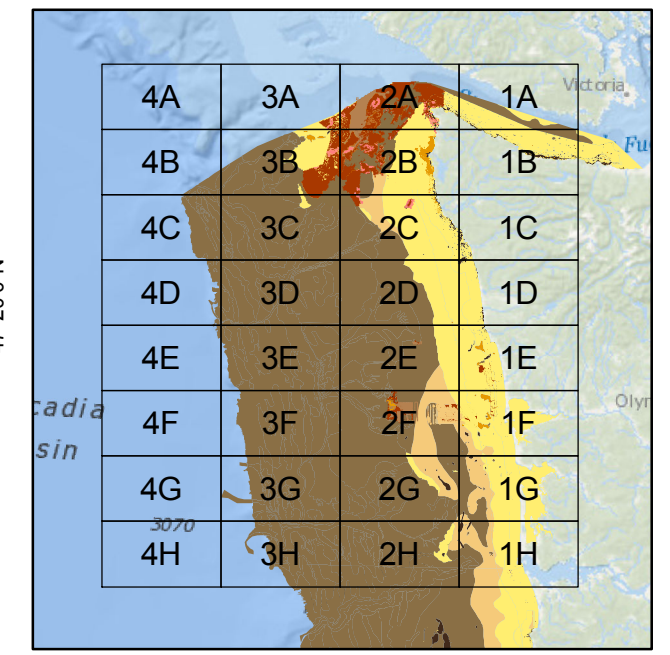 4A 3A 2A 1A
Victoria
Fu
4B 3B 2B 1B
4C 3C 2C 1C
4D 3D 2D 1D
4E 3E 2E 1E
cadia
Olyr
4F 3F 2F 1F
sin
4G 3G 2G 1G
3070
4H 3H 2H 1H